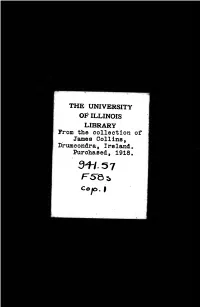 THE UNIVERSITY
OF ILLINOIS
LIBRARY
From the collection of
James Collins,
Drumcondra, Ireland.
Purchased, 1918.
941.57
F58s
cop. 1